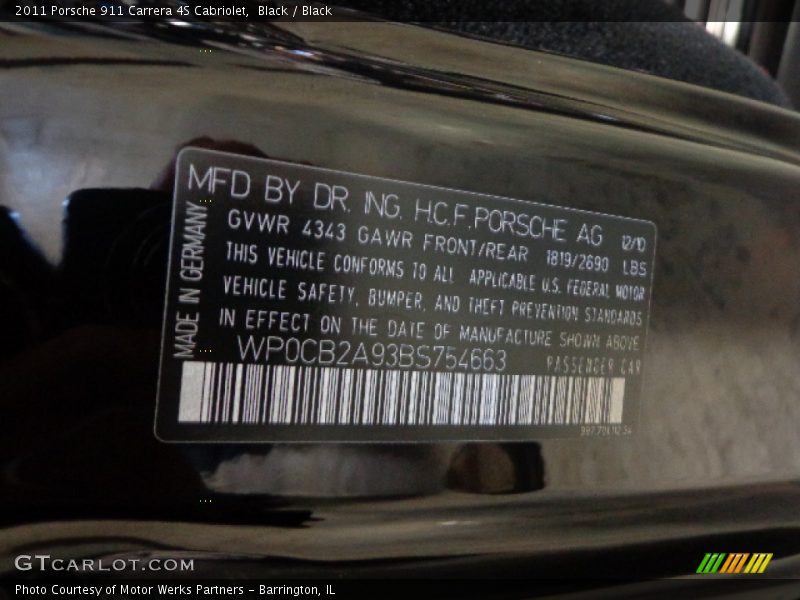 2011 Porsche 911 Carrera 4S Cabriolet, Black / Black
MFD BY DR. ING. H.C.F. PORSCHE AG 12/10
GVWR 4343 GAWR FRONT/REAR 1819/2690 LBS
THIS VEHICLE CONFORMS TO ALL APPLICABLE U.S. FEDERAL MOTOR
VEHICLE SAFETY, BUMPER, AND THEFT PREVENTION STANDARDS
IN EFFECT ON THE DATE OF MANUFACTURE SHOWN ABOVE
WP0CB2A93BS754663 PASSENGER CAR
MADE IN GERMANY
GTCARLOT.COM
Photo Courtesy of Motor Werks Partners - Barrington, IL